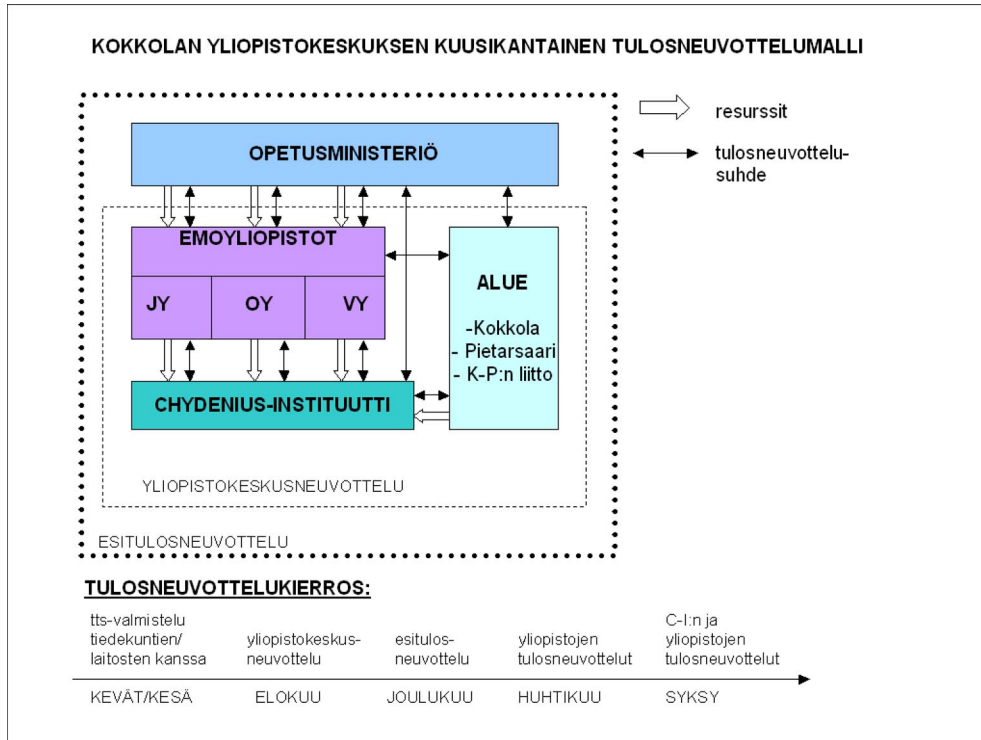 KOKKOLAN YLIOPISTOKESKUKSEN KUUSIKANTAINEN TULOSNEUVOTTELUMALLI
resurssit
tulosneuvottelu-
suhde
OPETUSMINISTERIÖ
EMOYLIOPISTOT
JY
OY
VY
ALUE
-Kokkola
- Pietarsaari
- K-P:n liitto
CHYDENIUS-INSTITUUTTI
YLIOPISTOKESKUSNEUVOTTELU
ESITULOSNEUVOTTELU
TULOSNEUVOTTELUKIERROS:
tts-valmistelu
tiedekuntien/
laitosten kanssa
yliopistokeskus-
neuvottelu
esitulos-
neuvottelu
yliopistojen
tulosneuvottelut
C-I:n ja
yliopistojen
tulosneuvottelut
KEVÄT/KESÄ
ELOKUU
JOULUKUU
HUHTIKUU
SYKSY